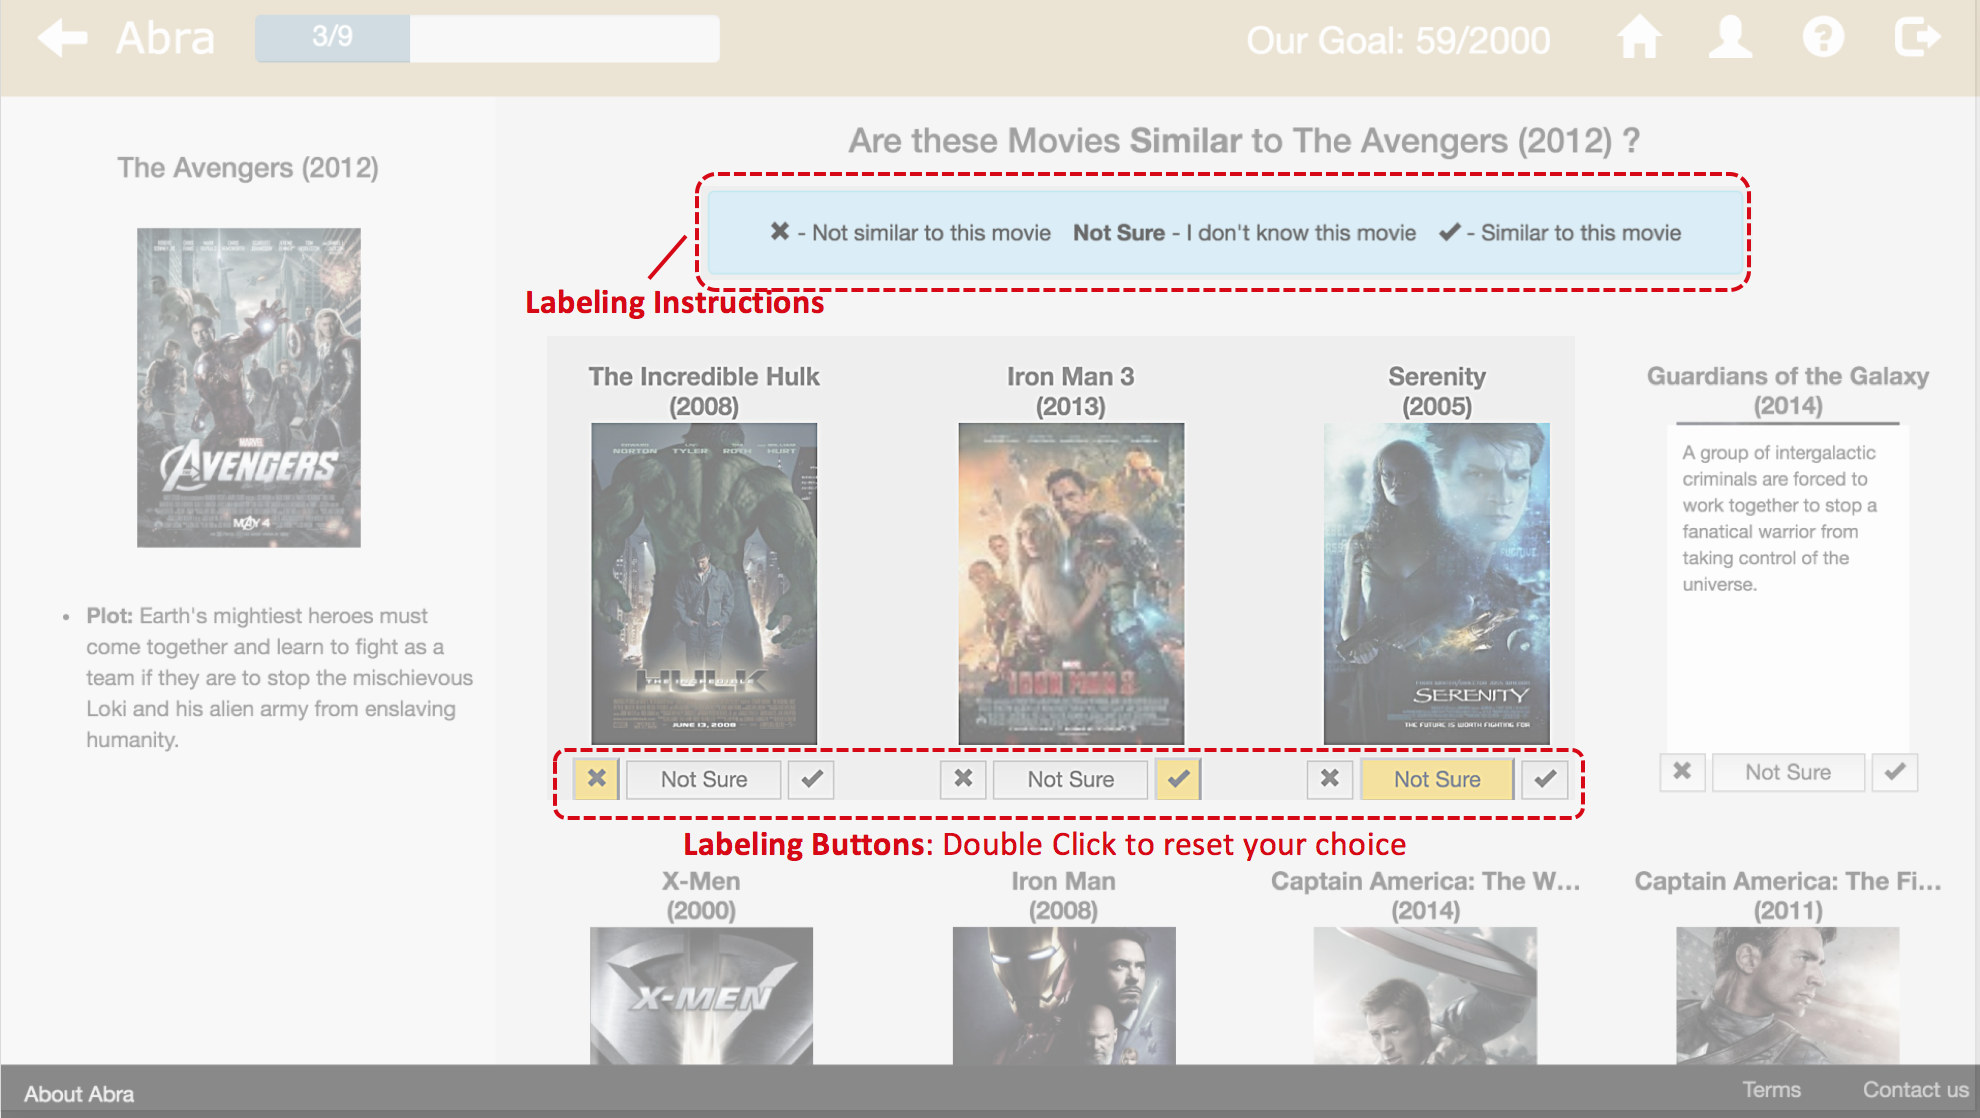 Abra
3/9
Our Goal: 59/2000
The Avengers (2012)
MARVEL
AVENGERS
MAY 4
• Plot: Earth's mightiest heroes must
come together and learn to fight as a
team if they are to stop the mischievous
Loki and his alien army from enslaving
humanity.
Are these Movies Similar to The Avengers (2012) ?
✖ - Not similar to this movie Not Sure - I don't know this movie ✔ - Similar to this movie
Labeling Instructions
The Incredible Hulk
(2008)
NORTON TYLER ROTH HURT
THE INCREDIBLE
HULK
JUNE 13, 2008
✖ Not Sure ✔
Iron Man 3
(2013)
MARVEL
IRON MAN 3
✖ Not Sure ✔
Serenity
(2005)
SERENITY
THE FUTURE IS WORTH FIGHTING FOR
✖ Not Sure ✔
Guardians of the Galaxy
(2014)
A group of intergalactic
criminals are forced to
work together to stop a
fanatical warrior from
taking control of the
universe.
✖ Not Sure ✔
Labeling Buttons: Double Click to reset your choice
X-Men
(2000)
X-MEN
Iron Man
(2008)
Captain America: The W...
(2014)
Captain America: The Fi...
(2011)
About Abra
Terms
Contact us